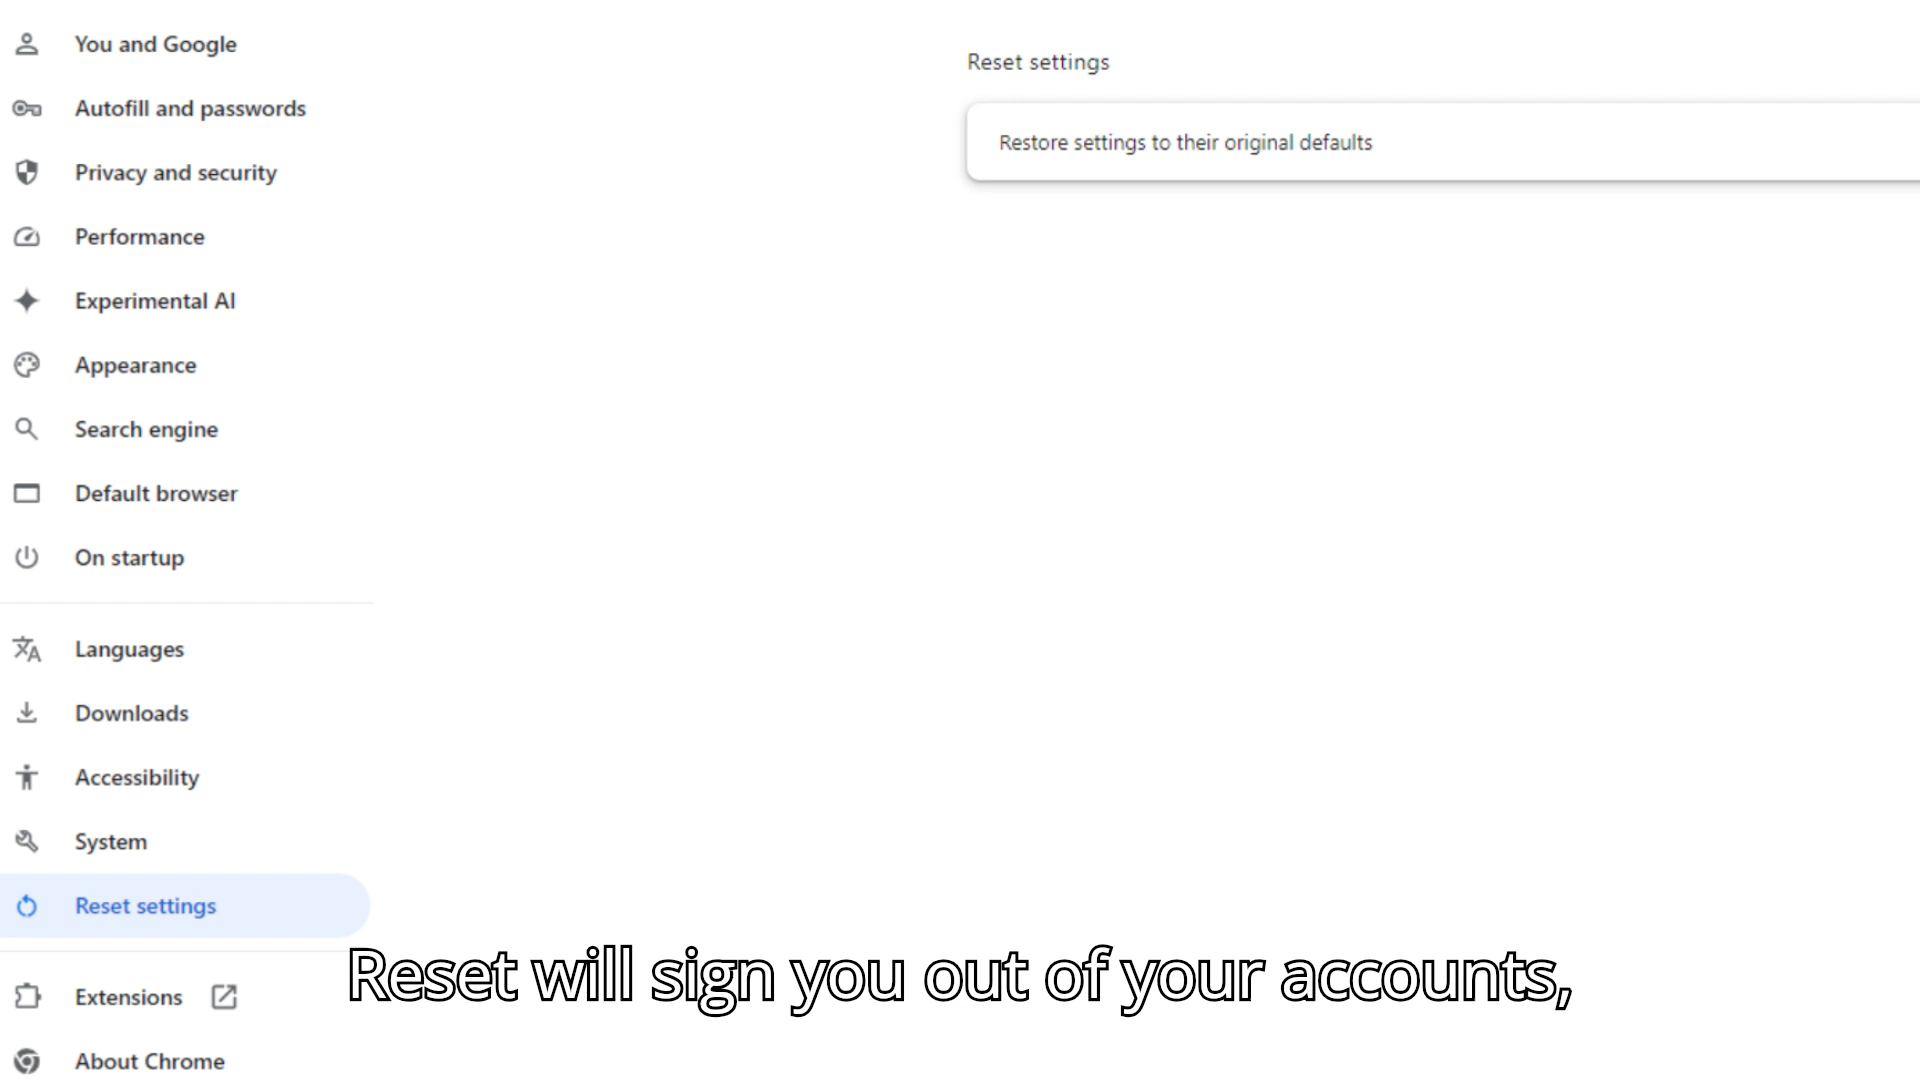 You and Google
Autofill and passwords
Privacy and security
Performance
Experimental AI
Appearance
Search engine
Default browser
On startup
Languages
Downloads
Accessibility
System
Reset settings
Extensions
About Chrome
Reset settings
Restore settings to their original defaults
Reset will sign you out of your accounts,